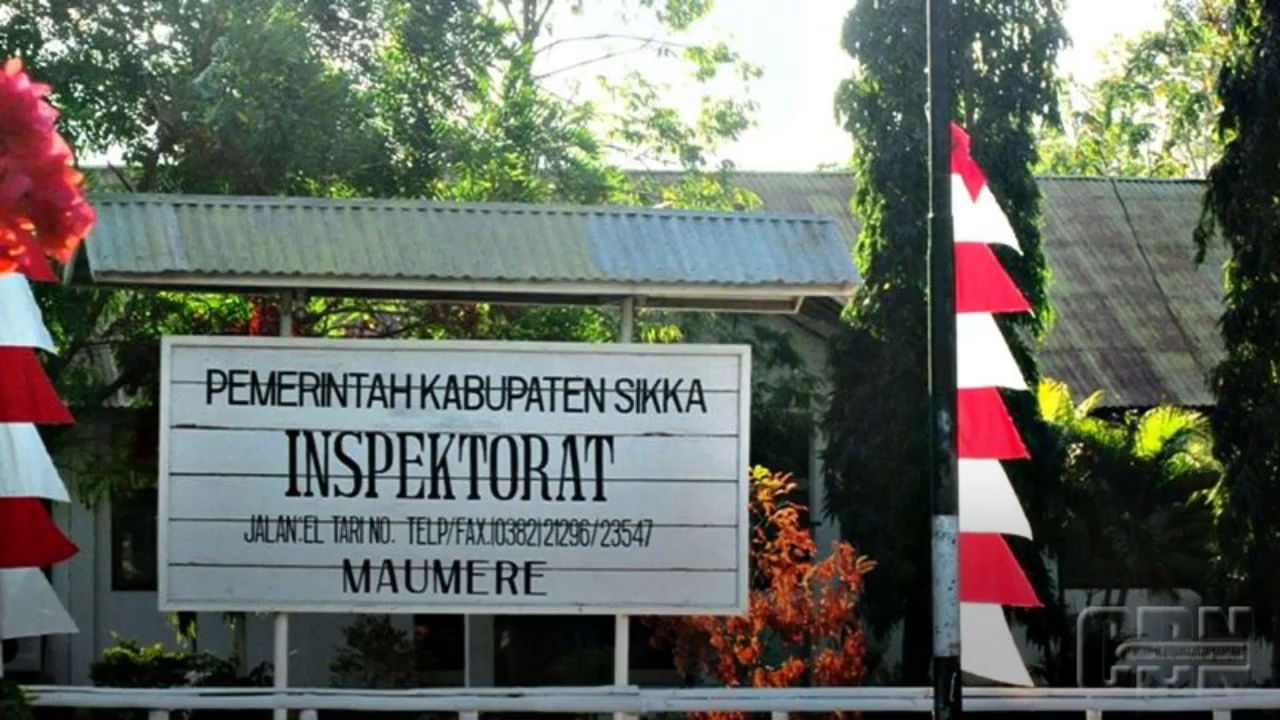 PEMERINTAH KABUPATEN SIKKA
INSPEKTORAT
JALAN : EL TARI NO. TELP/FAX.(0382) 21296/23547
MAUMERE